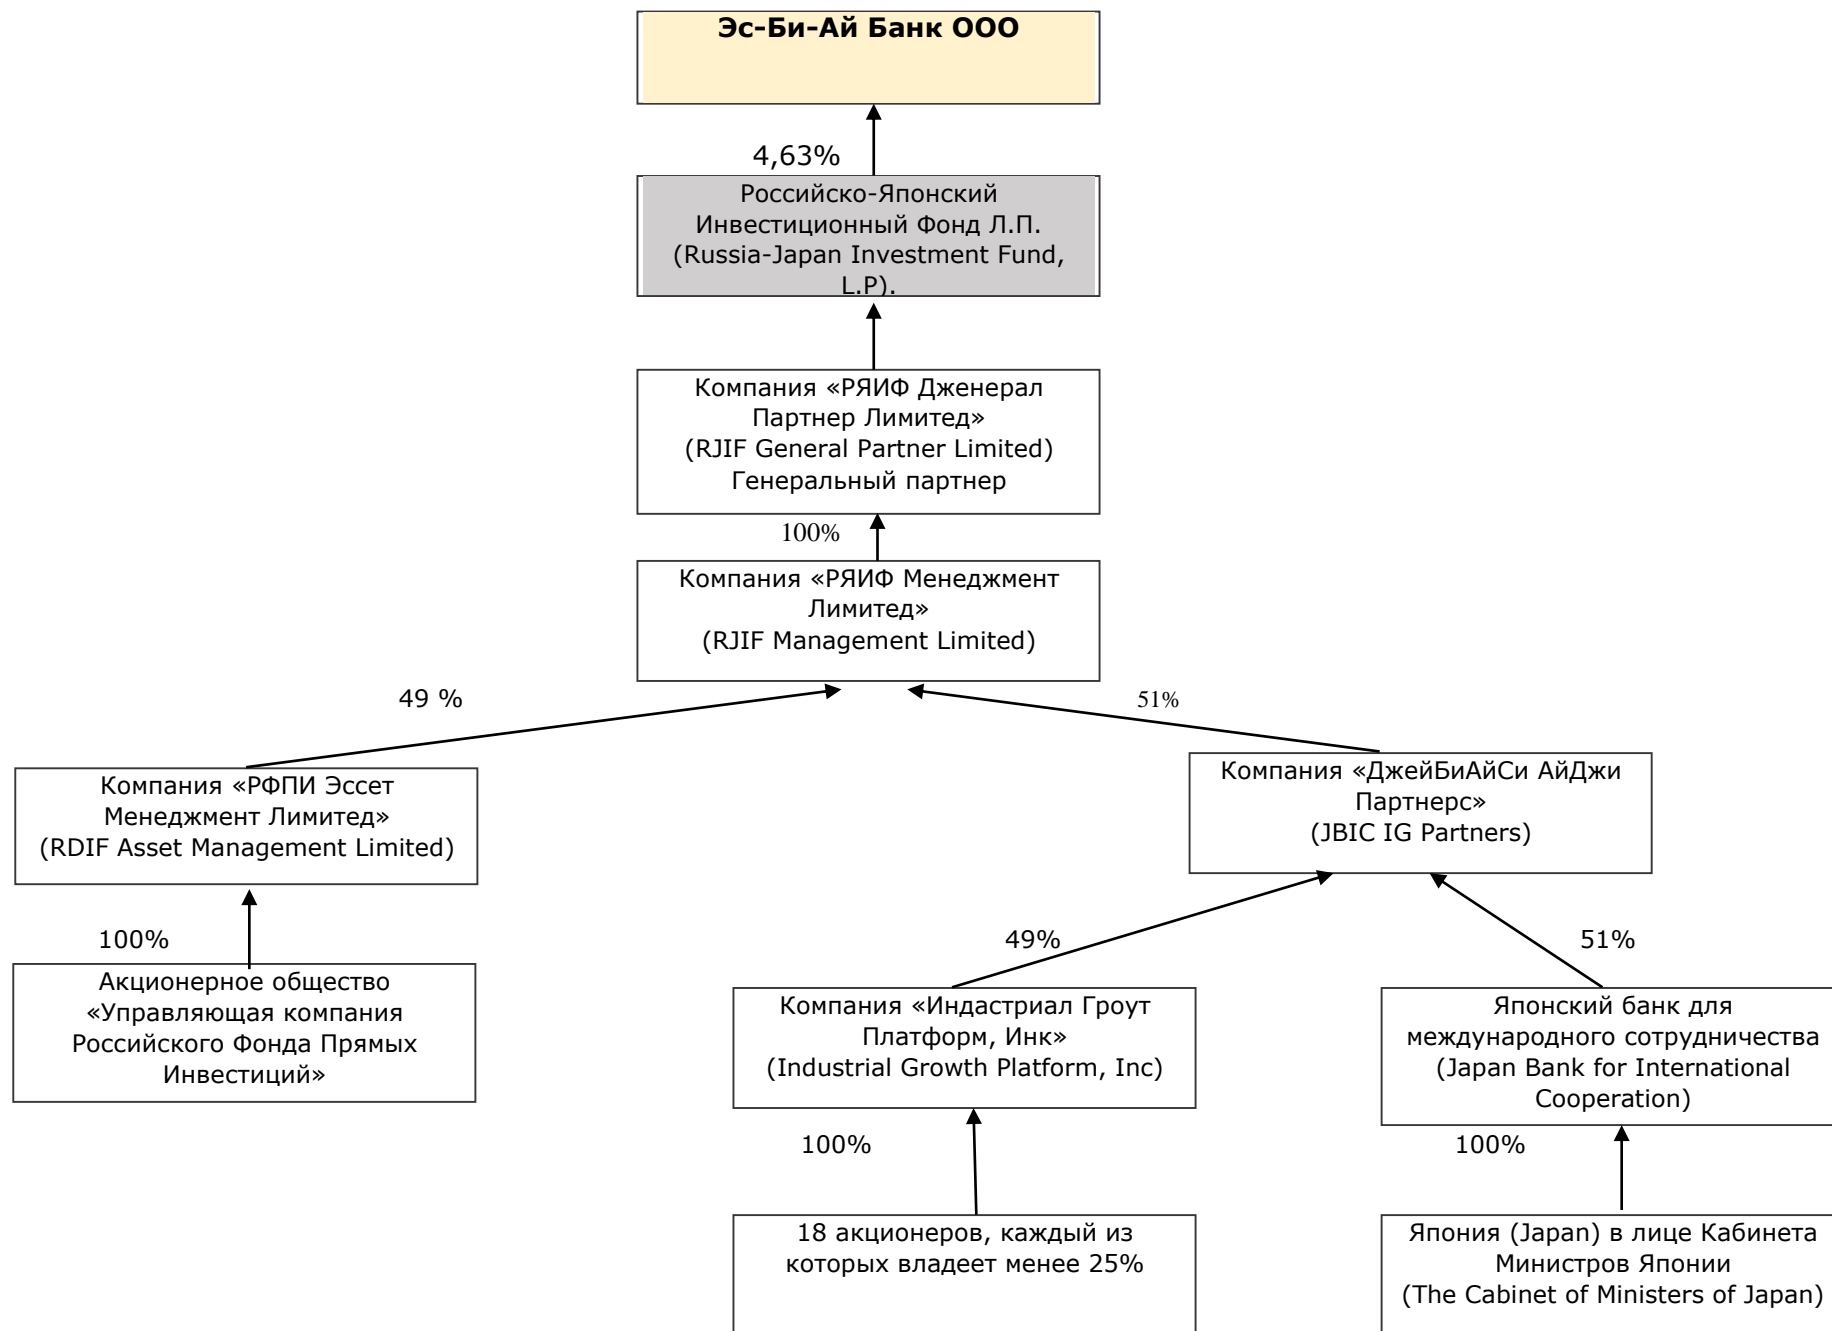 Эс-Би-Ай Банк ООО
4,63%
Российско-Японский
Инвестиционный Фонд Л.П.
(Russia-Japan Investment Fund,
L.P).
Компания «РЯИФ Дженерал
Партнер Лимитед»
(RJIF General Partner Limited)
Генеральный партнер
100%
Компания «РЯИФ Менеджмент
Лимитед»
(RJIF Management Limited)
49 %
51%
Компания «РФПИ Эссет
Менеджмент Лимитед»
(RDIF Asset Management Limited)
Компания «ДжейБиАйСи АйДжи
Партнерс»
(JBIC IG Partners)
100%
49%
51%
Акционерное общество
«Управляющая компания
Российского Фонда Прямых
Инвестиций»
Компания «Индастриал Гроут
Платформ, Инк»
(Industrial Growth Platform, Inc)
Японский банк для
международного сотрудничества
(Japan Bank for International
Cooperation)
100%
100%
18 акционеров, каждый из
которых владеет менее 25%
Япония (Japan) в лице Кабинета
Министров Японии
(The Cabinet of Ministers of Japan)